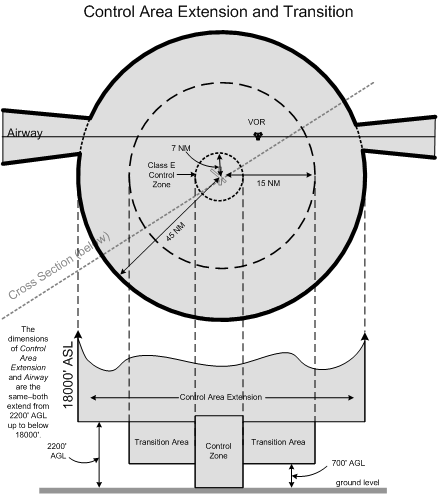 Control Area Extension and Transition
VOR
Airway
7 NM
Class E
Control
Zone
15 NM
45 NM
Cross Section (below)
The
dimensions
of Control
Area
Extension
and Airway
are the
same–both
extend from
2200' AGL
up to below
18000'.
18000' ASL
Control Area Extension
Transition Area
Control
Zone
Transition Area
2200'
AGL
700' AGL
ground level